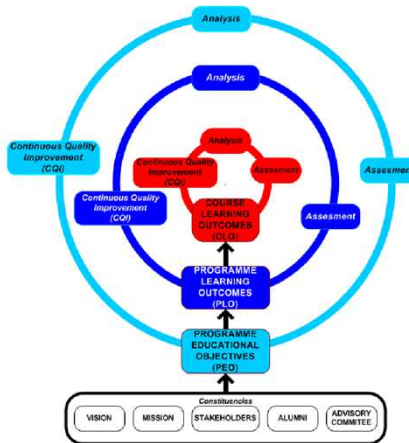 Analysis
Analysis
Continuous Quality
Improvement
(CQI)
Analysis
Continuous Quality
Improvement
(CQI)
Assesment
Assesment
Continuous Quality
Improvement
(CQI)
Assesment
COURSE
LEARNING
OUTCOMES
(CLO)
PROGRAMME
LEARNING
OUTCOMES
(PLO)
PROGRAMME
EDUCATIONAL
OBJECTIVES
(PEO)
Constituencies
VISION
MISSION
STAKEHOLDERS
ALUMNI
ADVISORY
COMMITEE